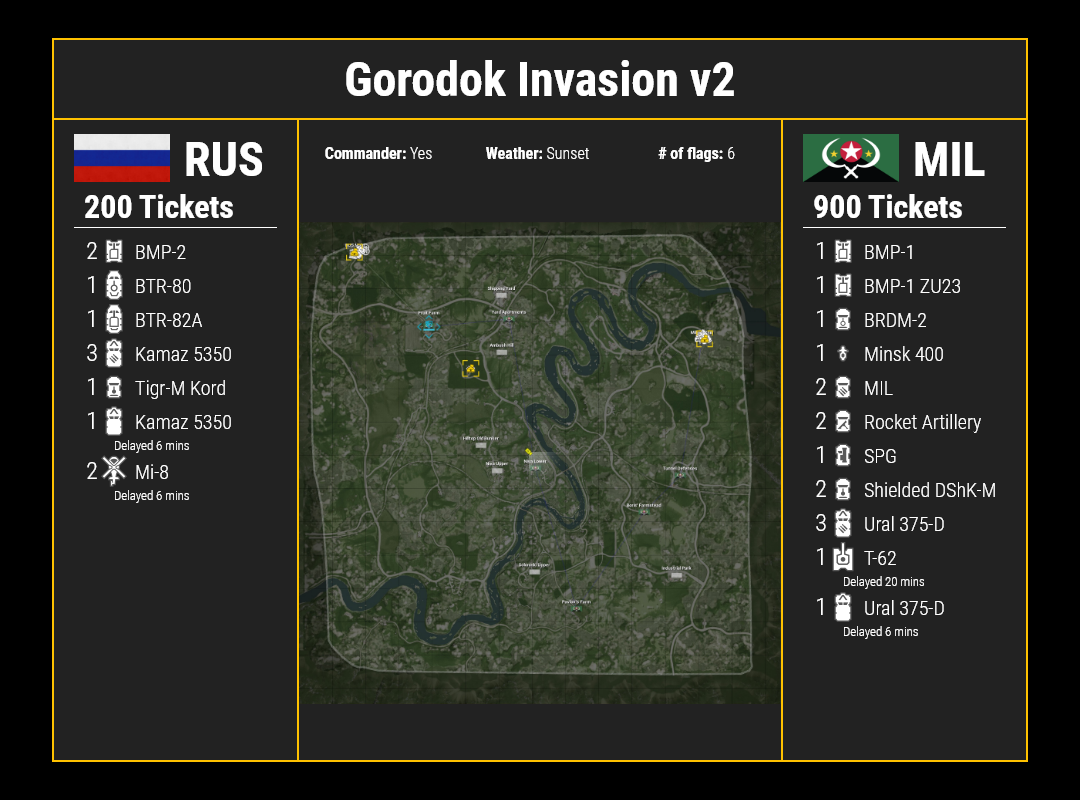 Gorodok Invasion v2
RUS
200 Tickets
2 BMP-2
1 BTR-80
1 BTR-82A
3 Kamaz 5350
1 Tigr-M Kord
1 Kamaz 5350
Delayed 6 mins
2 Mi-8
Delayed 6 mins
Commander: Yes
Weather: Sunset
# of flags: 6
Ambush Hill
Industrial Park
MIL
900 Tickets
1 BMP-1
1 BMP-1 ZU23
1 BRDM-2
1 Minsk 400
2 MIL
2 Rocket Artillery
1 SPG
2 Shielded DShK-M
3 Ural 375-D
1 T-62
Delayed 20 mins
1 Ural 375-D
Delayed 6 mins